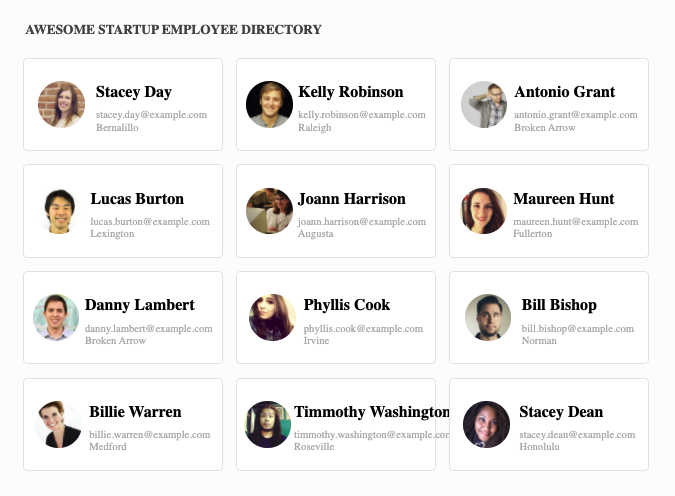 AWESOME STARTUP EMPLOYEE DIRECTORY
Stacey Day
stacey.day@example.com
Bernalillo
Kelly Robinson
kelly.robinson@example.com
Raleigh
Antonio Grant
antonio.grant@example.com
Broken Arrow
Lucas Burton
lucas.burton@example.com
Lexington
Joann Harrison
joann.harrison@example.com
Augusta
Maureen Hunt
maureen.hunt@example.com
Fullerton
Danny Lambert
danny.lambert@example.com
Broken Arrow
Phyllis Cook
phyllis.cook@example.com
Irvine
Bill Bishop
bill.bishop@example.com
Norman
Billie Warren
billie.warren@example.com
Medford
Timmothy Washington
timmothy.washington@example.con
Roseville
Stacey Dean
stacey.dean@example.com
Honolulu